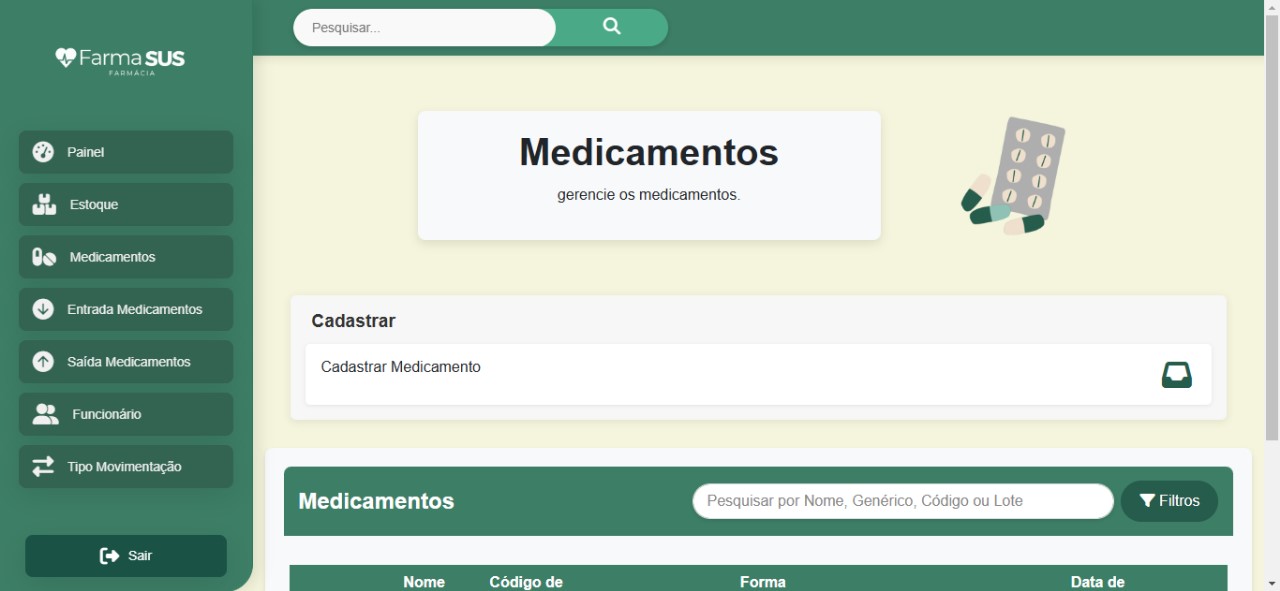 Farma SUS
FARMÁCIA
Pesquisar...
Painel
Estoque
Medicamentos
Entrada Medicamentos
Saída Medicamentos
Funcionário
Tipo Movimentação
Sair
Medicamentos
gerencie os medicamentos.
Cadastrar
Cadastrar Medicamento
Medicamentos
Pesquisar por Nome, Genérico, Código ou Lote
Filtros
Nome Código de Forma Data de